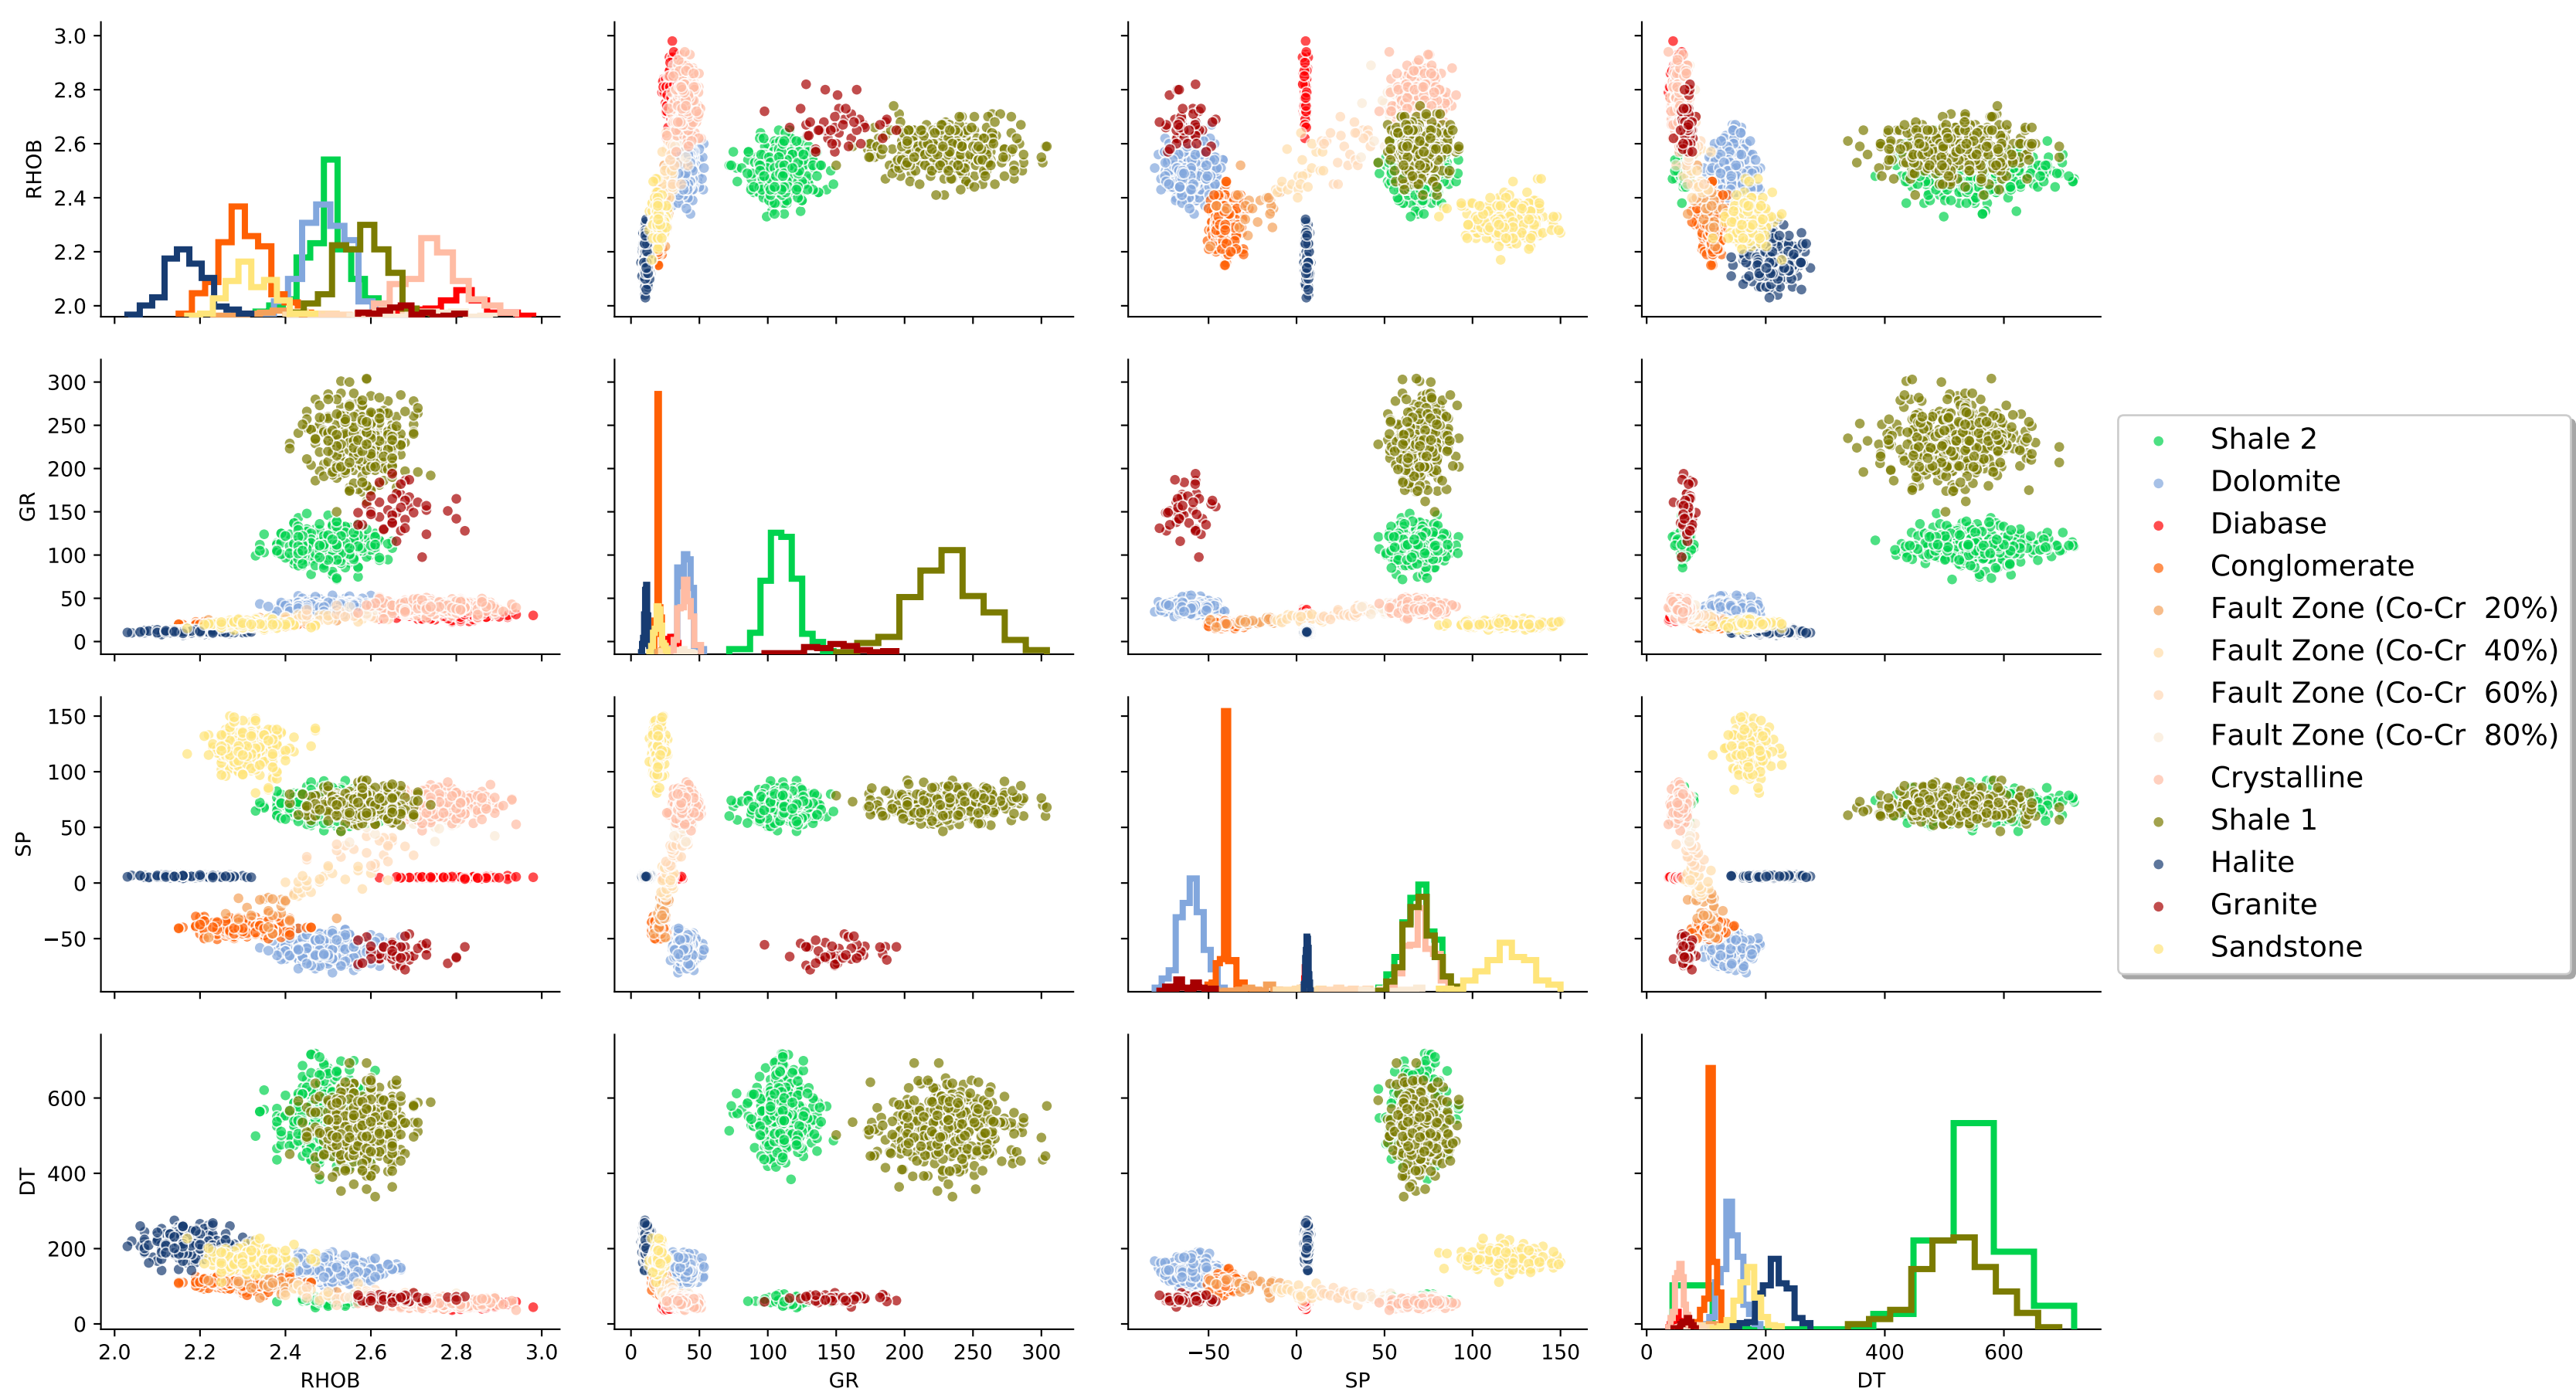 3.0
2.8
2.6
2.4
2.2
2.0
RHOB
300
250
200
150
100
50
0
GR
150
100
50
0
−50
SP
600
400
200
0
DT
2.0 2.2 2.4 2.6 2.8 3.0
RHOB
0 50 100 150 200 250 300
GR
−50 0 50 100 150
SP
0 200 400 600
DT
Shale 2
Dolomite
Diabase
Conglomerate
Fault Zone (Co-Cr  20%)
Fault Zone (Co-Cr  40%)
Fault Zone (Co-Cr  60%)
Fault Zone (Co-Cr  80%)
Crystalline
Shale 1
Halite
Granite
Sandstone